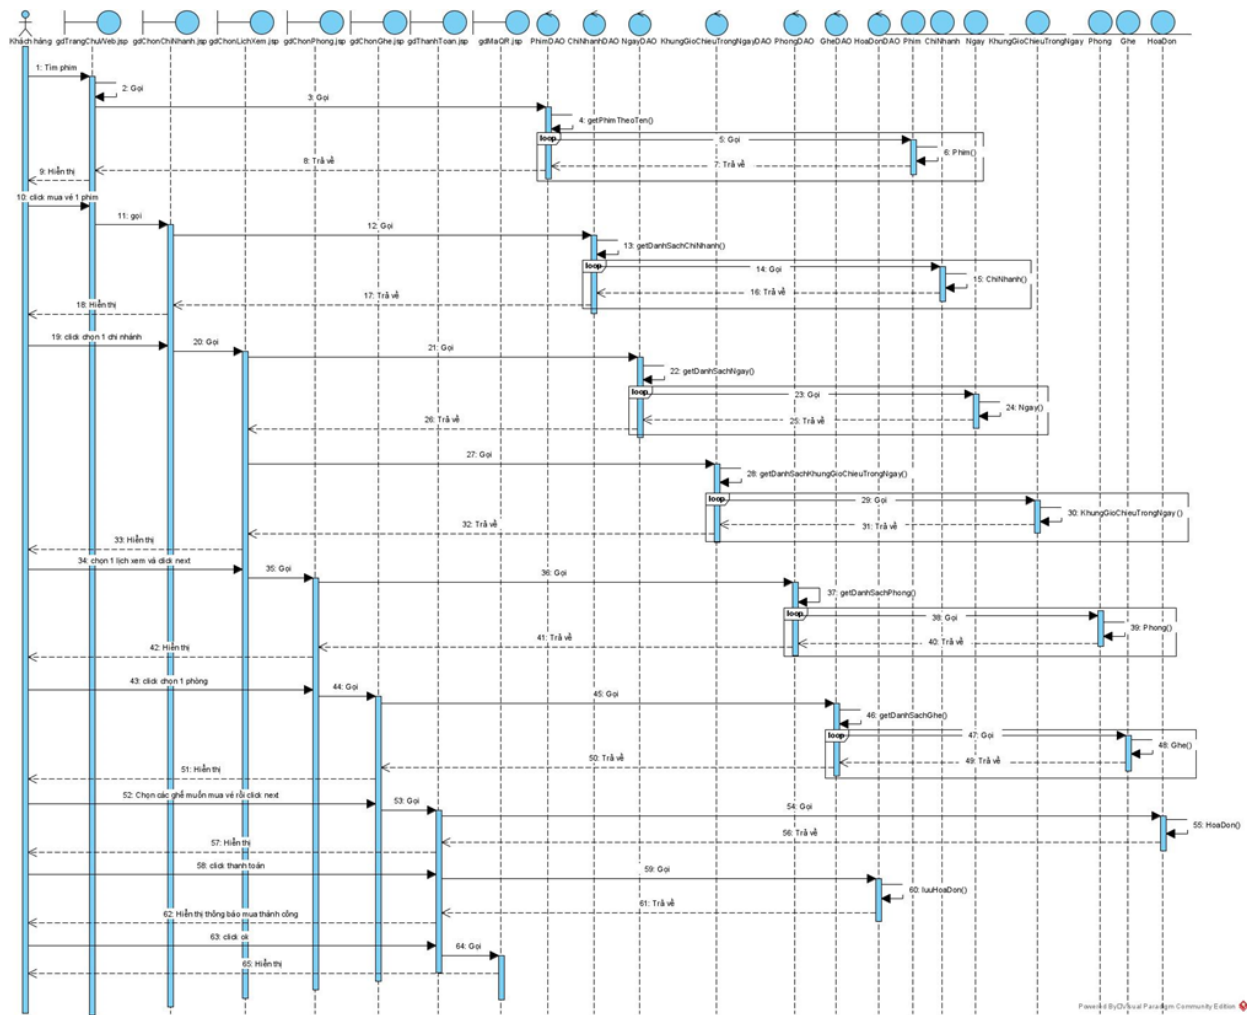 Khách hàng
gdTrangChuWeb.jsp
gdChonChiNhanh.jsp
gdChonLichXem.jsp
gdChonPhong.jsp
gdChonGhe.jsp
gdThanhToan.jsp
gdMaQR.jsp
PhimDAO
ChiNhanhDAO
NgayDAO
KhungGioChieuTrongNgayDAO
PhongDAO
GheDAO
HoaDonDAO
Phim
ChiNhanh
Ngay
KhungGioChieuTrongNgay
Phong
Ghe
HoaDon
1: Tìm phim
2: Gọi
3: Gọi
4: getPhimTheoTen()
loop
5: Gọi
6: Phim()
7: Trả về
8: Trả về
9: Hiển thị
10: click mua vé 1 phim
11: gọi
12: Gọi
13: getDanhSachChiNhanh()
loop
14: Gọi
15: ChiNhanh()
16: Trả về
17: Trả về
18: Hiển thị
19: click chọn 1 chi nhánh
20: Gọi
21: Gọi
22: getDanhSachNgay()
loop
23: Gọi
24: Ngay()
25: Trả về
26: Trả về
27: Gọi
28: getDanhSachKhungGioChieuTrongNgay()
loop
29: Gọi
30: KhungGioChieuTrongNgay()
31: Trả về
32: Trả về
33: Hiển thị
34: chọn 1 lịch xem và click next
35: Gọi
36: Gọi
37: getDanhSachPhong()
loop
38: Gọi
39: Phong()
40: Trả về
41: Trả về
42: Hiển thị
43: click chọn 1 phòng
44: Gọi
45: Gọi
46: getDanhSachGhe()
loop
47: Gọi
48: Ghe()
49: Trả về
50: Trả về
51: Hiển thị
52: Chọn các ghế muốn mua vé rồi click next
53: Gọi
54: Gọi
55: HoaDon()
56: Trả về
57: Hiển thị
58: click thanh toán
59: Gọi
60: luuHoaDon()
61: Trả về
62: Hiển thị thông báo mua thành công
63: click ok
64: Gọi
65: Hiển thị
Powered By Visual Paradigm Community Edition